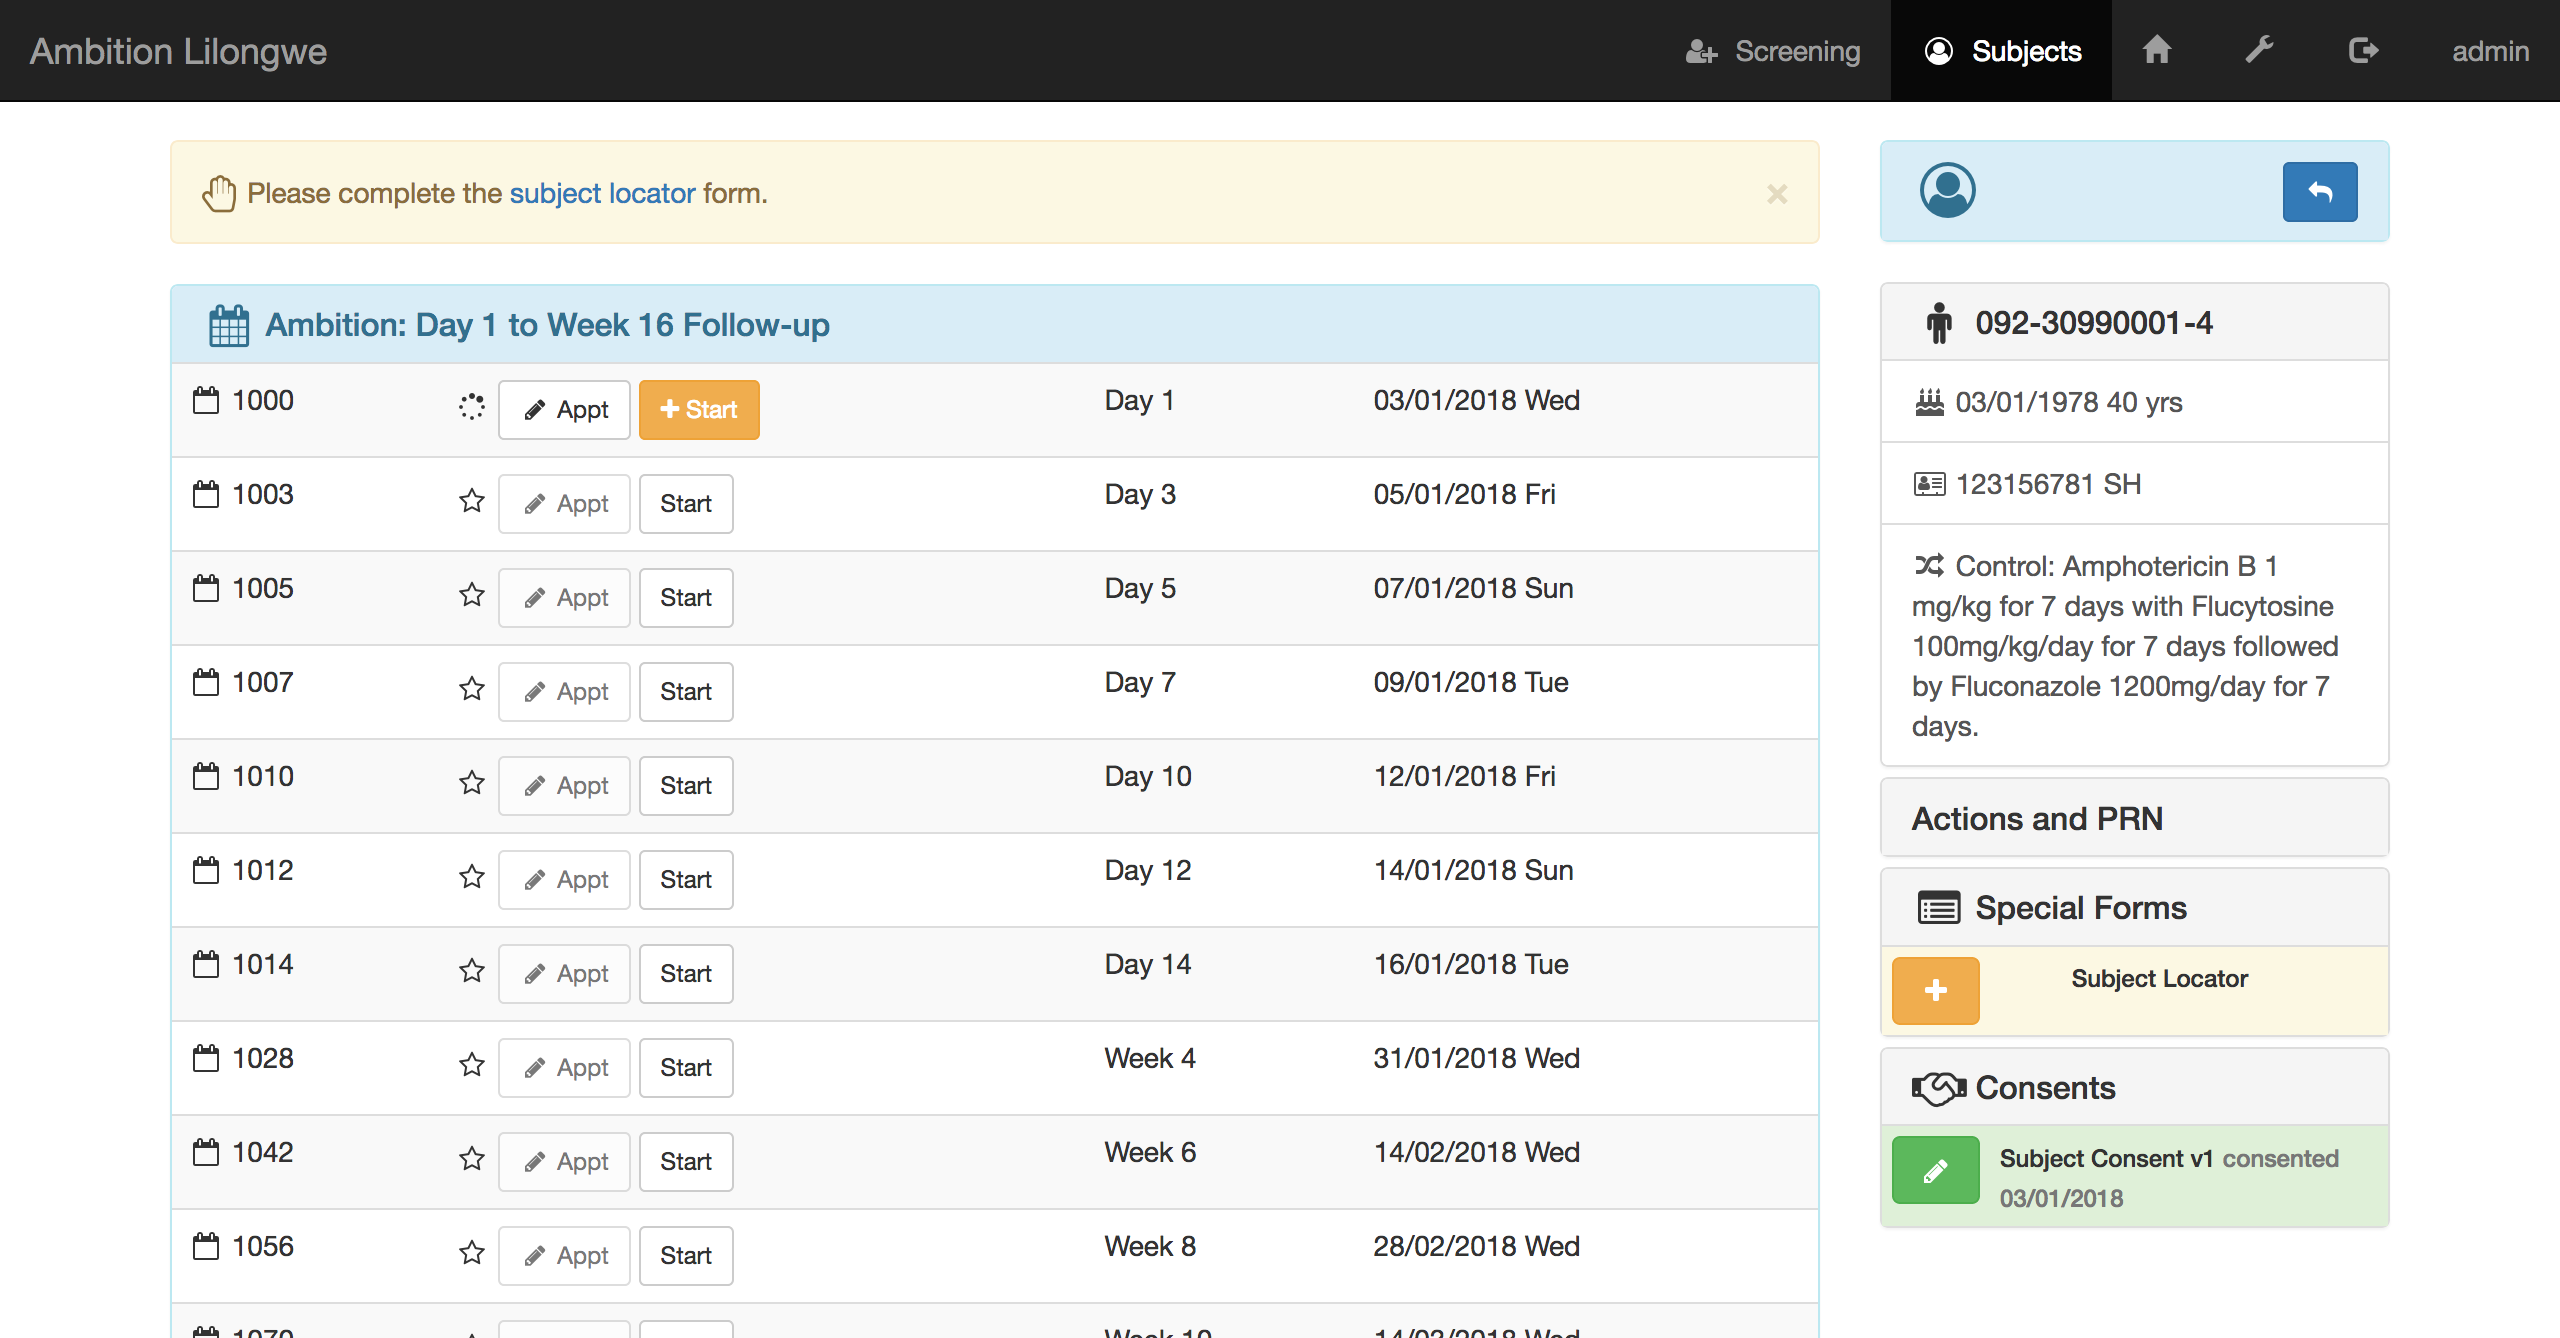 Ambition Lilongwe
Screening
Subjects
admin
Please complete the subject locator form.
×
Ambition: Day 1 to Week 16 Follow-up
1000 Appt Start Day 1 03/01/2018 Wed
1003 Appt Start Day 3 05/01/2018 Fri
1005 Appt Start Day 5 07/01/2018 Sun
1007 Appt Start Day 7 09/01/2018 Tue
1010 Appt Start Day 10 12/01/2018 Fri
1012 Appt Start Day 12 14/01/2018 Sun
1014 Appt Start Day 14 16/01/2018 Tue
1028 Appt Start Week 4 31/01/2018 Wed
1042 Appt Start Week 6 14/02/2018 Wed
1056 Appt Start Week 8 28/02/2018 Wed
1070 Week 10 14/03/2018 Wed
092-30990001-4
03/01/1978 40 yrs
123156781 SH
Control: Amphotericin B 1
mg/kg for 7 days with Flucytosine
100mg/kg/day for 7 days followed
by Fluconazole 1200mg/day for 7
days.
Actions and PRN
Special Forms
Subject Locator
Consents
Subject Consent v1 consented
03/01/2018